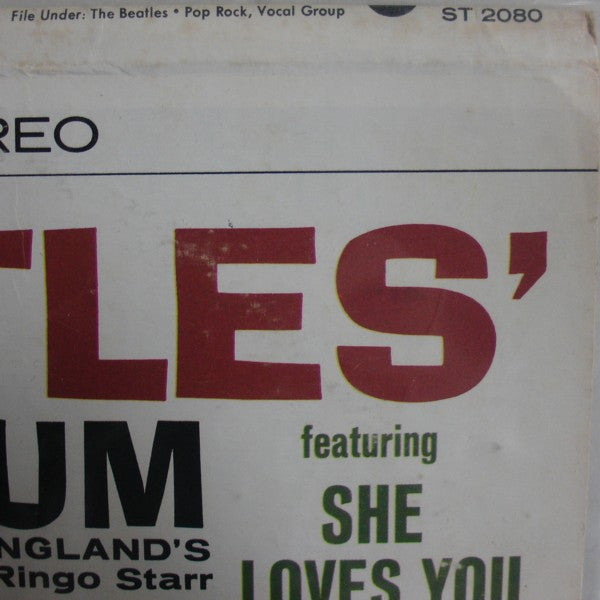 File Under: The Beatles • Pop Rock, Vocal Group ST 2080
REO
TLES'
UM
featuring
SHE
LOVES YOU
NGLAND'S
Ringo Starr